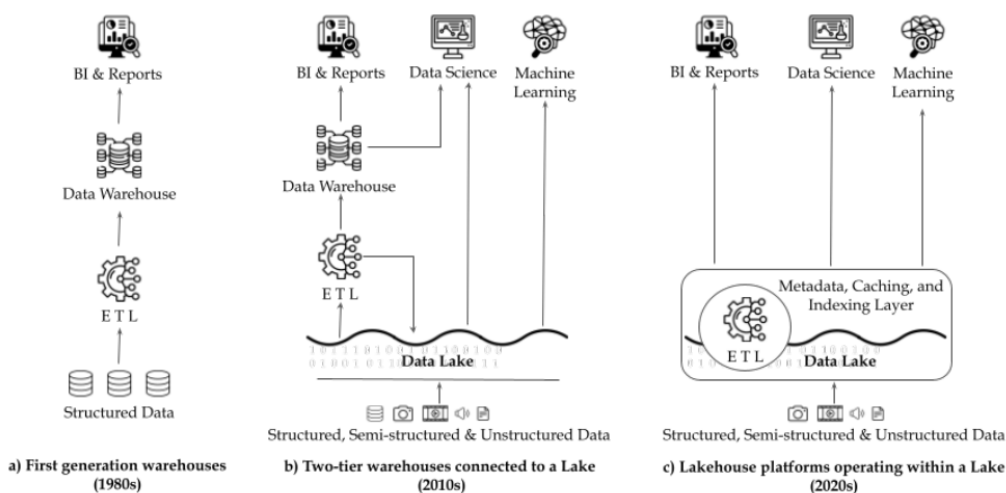 BI & Reports
Data Warehouse
E T L
Structured Data
a) First generation warehouses
(1980s)
BI & Reports
Data Science
Machine
Learning
Data Warehouse
E T L
Data Lake
Structured, Semi-structured & Unstructured Data
b) Two-tier warehouses connected to a Lake
(2010s)
BI & Reports
Data Science
Machine
Learning
Metadata, Caching, and
Indexing Layer
E T L
Data Lake
Structured, Semi-structured & Unstructured Data
c) Lakehouse platforms operating within a Lake
(2020s)